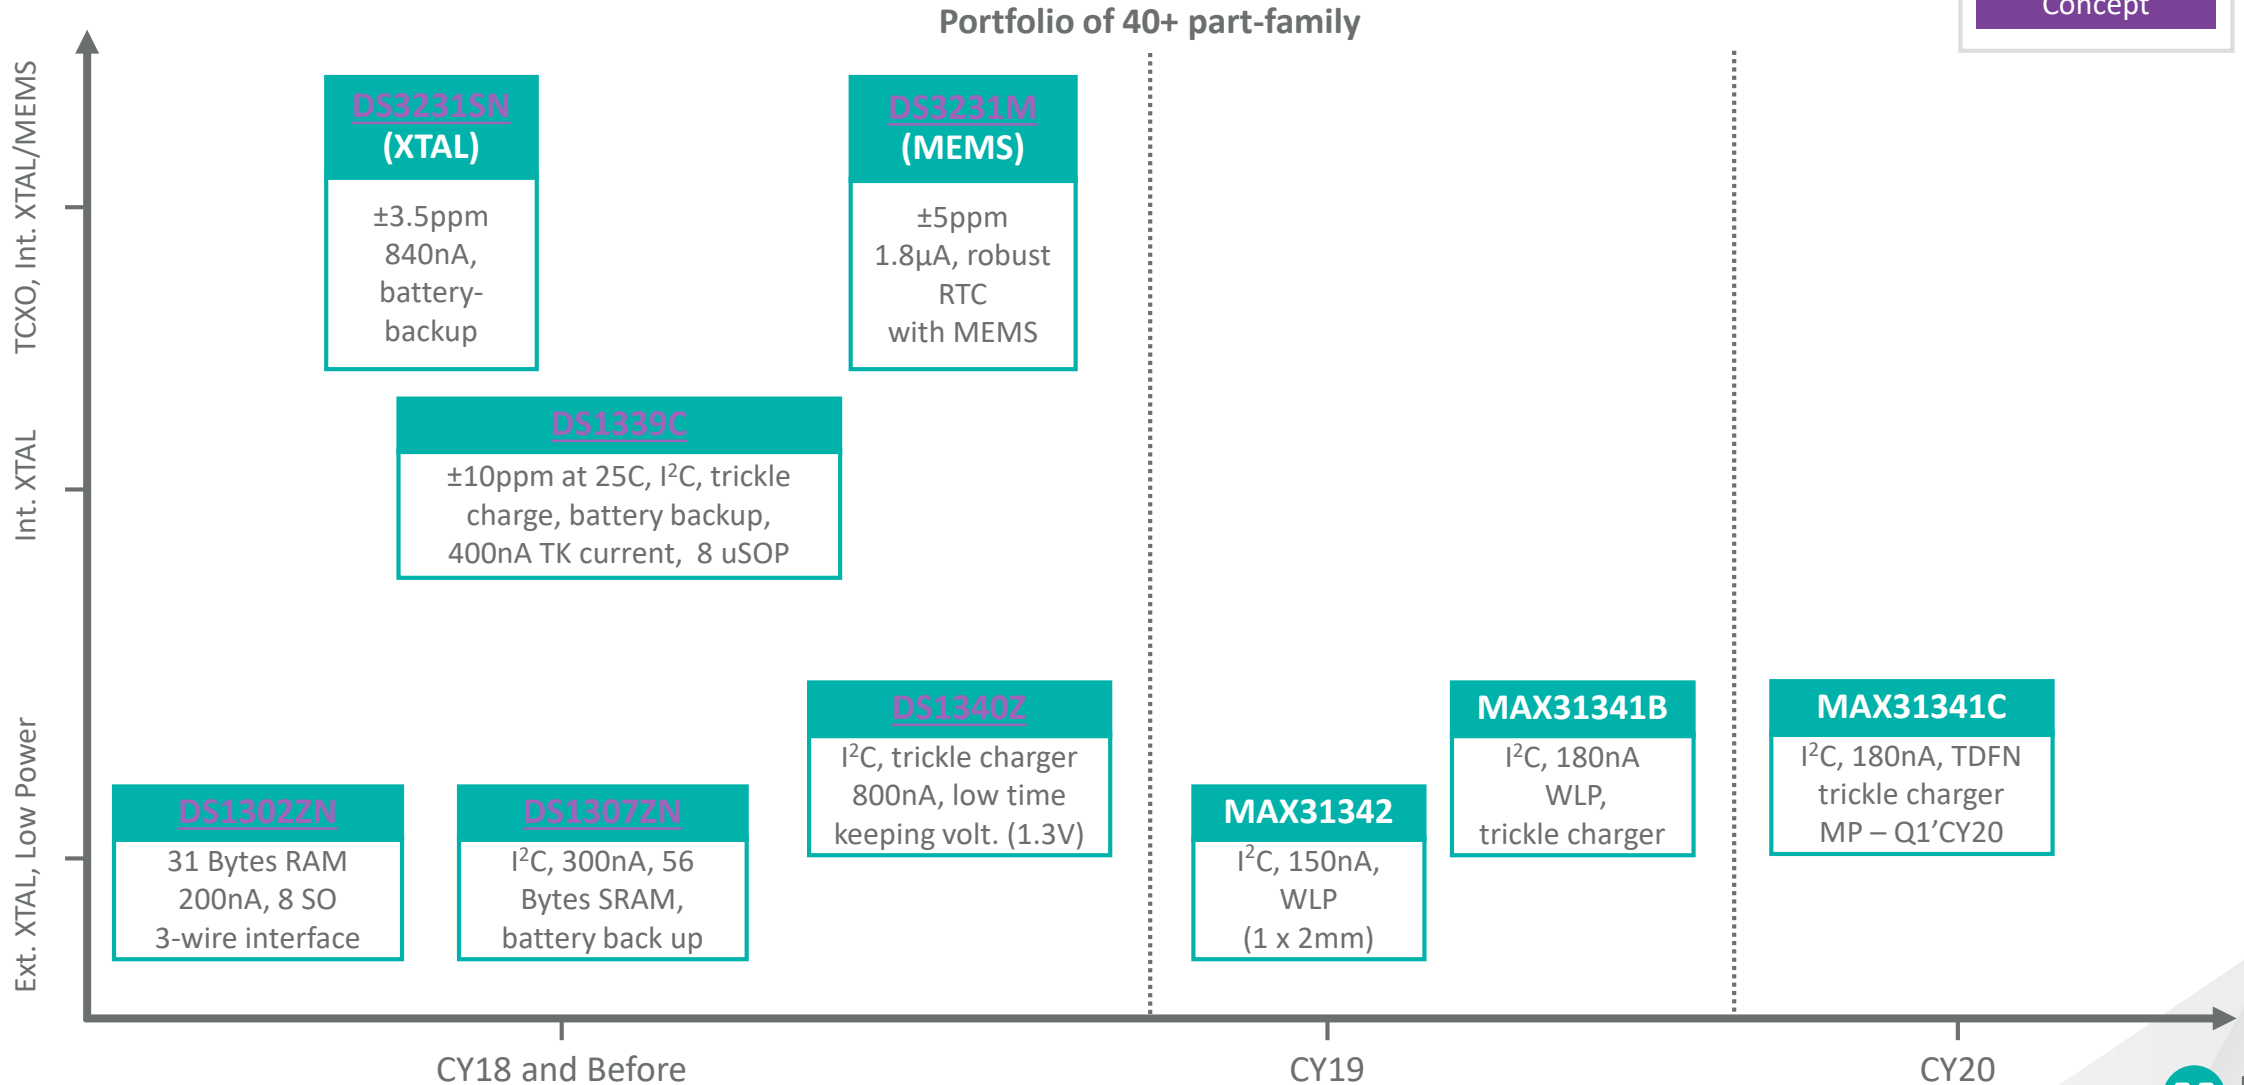 Concept
Portfolio of 40+ part-family
TCXO, Int. XTAL/MEMS
Int. XTAL
Ext. XTAL, Low Power
DS3231SN
(XTAL)
±3.5ppm
840nA,
battery-
backup
DS3231M
(MEMS)
±5ppm
1.8µA, robust
RTC
with MEMS
DS1339C
±10ppm at 25C, I²C, trickle
charge, battery backup,
400nA TK current, 8 uSOP
DS1340Z
I²C, trickle charger
800nA, low time
keeping volt. (1.3V)
MAX31341B
I²C, 180nA
WLP,
trickle charger
MAX31341C
I²C, 180nA, TDFN
trickle charger
MP – Q1’CY20
DS1302ZN
31 Bytes RAM
200nA, 8 SO
3-wire interface
DS1307ZN
I²C, 300nA, 56
Bytes SRAM,
battery back up
MAX31342
I²C, 150nA,
WLP
(1 x 2mm)
CY18 and Before
CY19
CY20